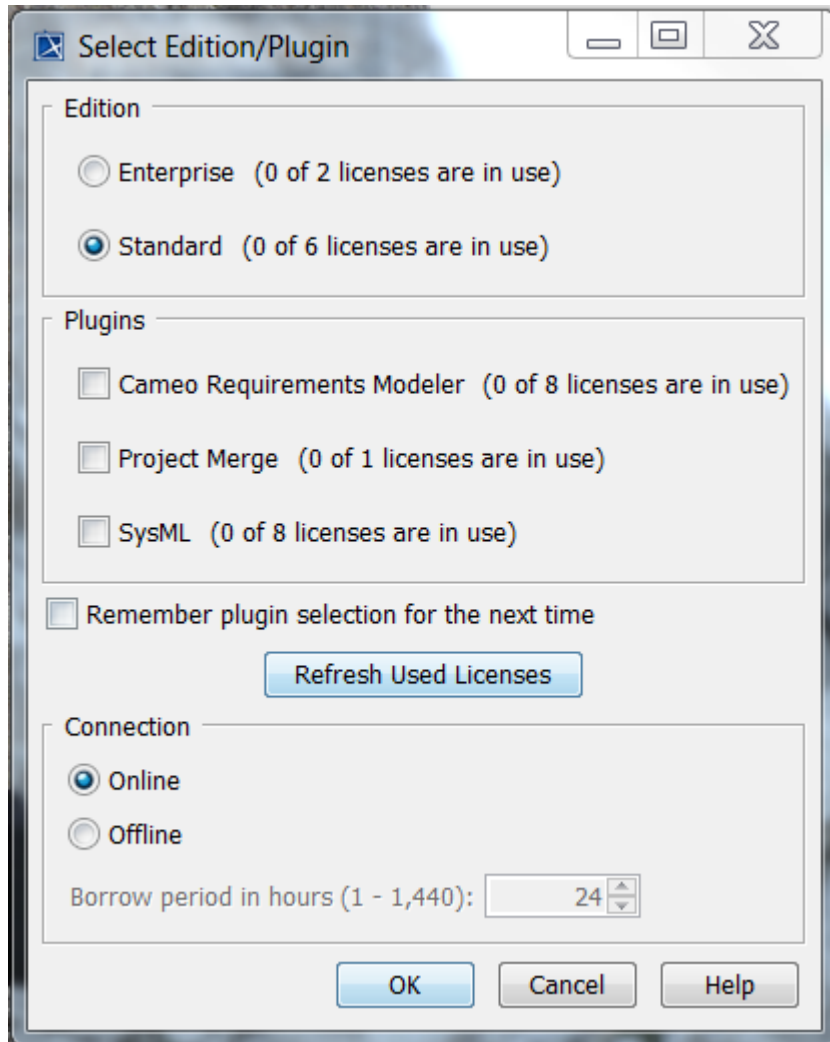 Select Edition/Plugin
Edition
Enterprise (0 of 2 licenses are in use)
Standard (0 of 6 licenses are in use)
Plugins
Cameo Requirements Modeler (0 of 8 licenses are in use)
Project Merge (0 of 1 licenses are in use)
SysML (0 of 8 licenses are in use)
Remember plugin selection for the next time
Refresh Used Licenses
Connection
Online
Offline
Borrow period in hours (1 - 1,440): 24
OK Cancel Help